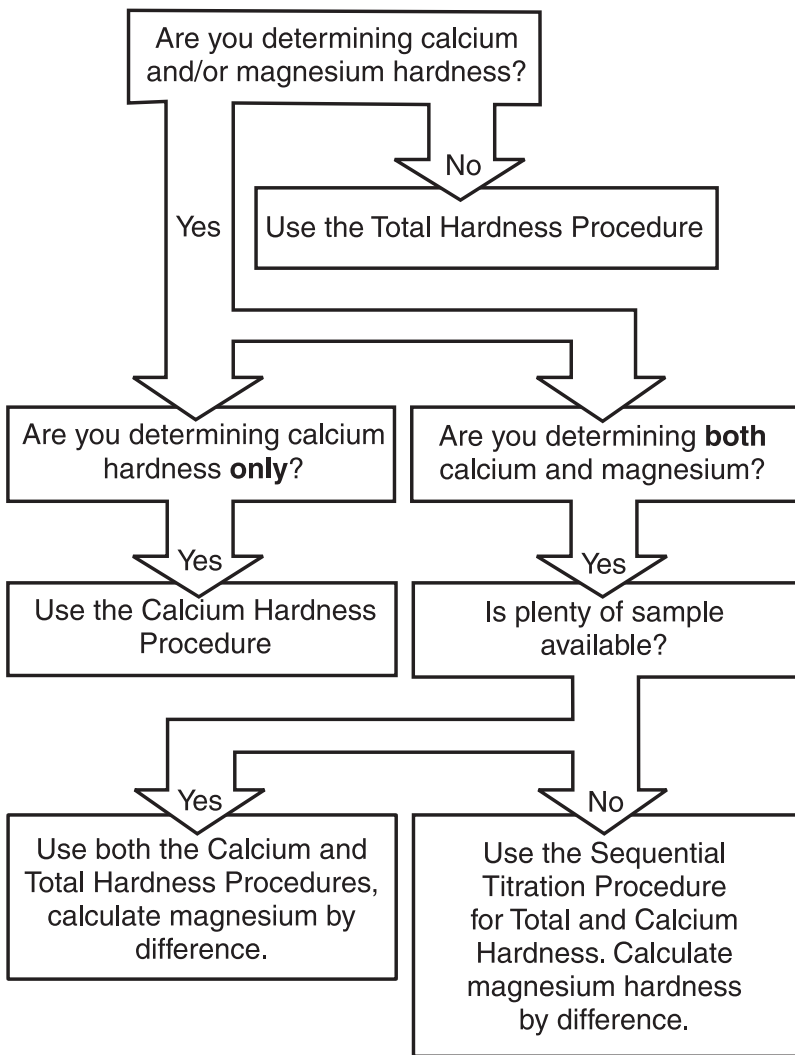 Are you determining calcium
and/or magnesium hardness?
No
Yes
Use the Total Hardness Procedure
Are you determining calcium
hardness only?
Are you determining both
calcium and magnesium?
Yes
Yes
Use the Calcium Hardness
Procedure
Is plenty of sample
available?
Yes
No
Use both the Calcium and
Total Hardness Procedures,
calculate magnesium by
difference.
Use the Sequential
Titration Procedure
for Total and Calcium
Hardness. Calculate
magnesium hardness
by difference.